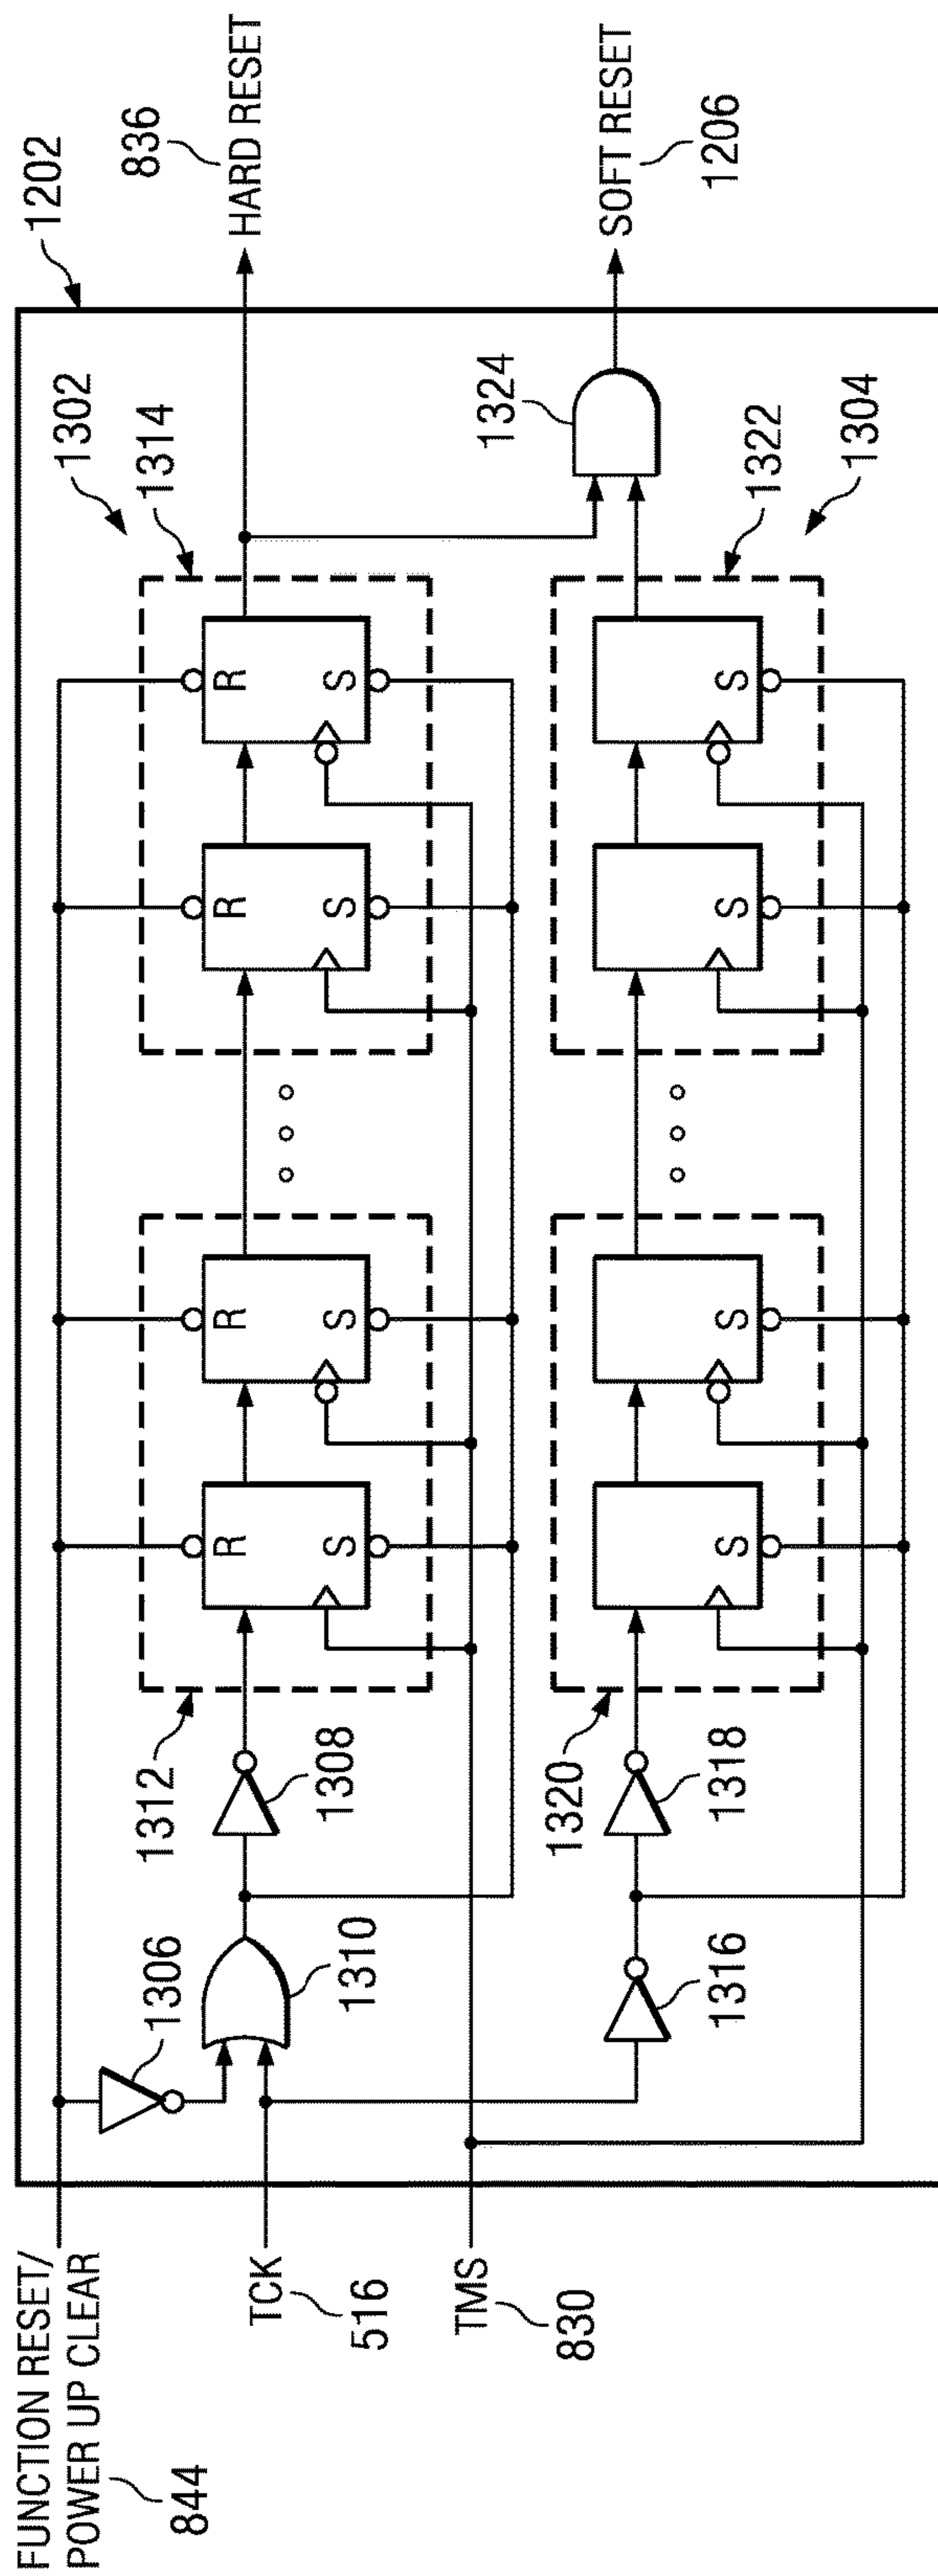 FUNCTION RESET/
POWER UP CLEAR
844
TCK
516
TMS
830
1306
1310
1308
1312
R
S
R
S
R
S
R
S
1314
1302
1202
836
HARD RESET
1316
1318
1320
S
S
S
S
1322
1304
1324
SOFT RESET
1206